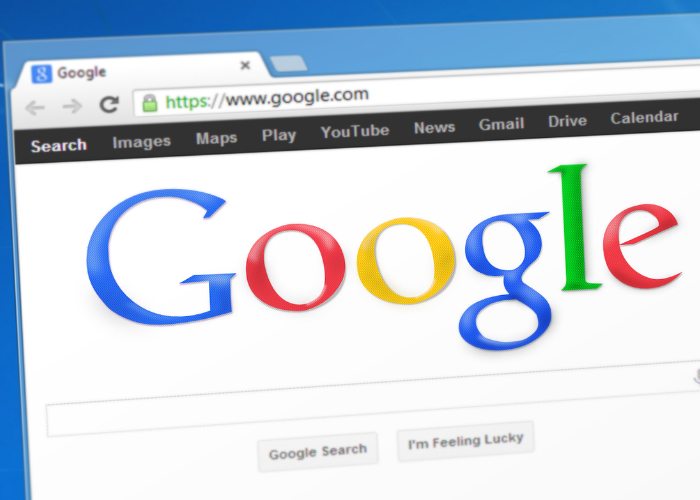 8 Google
https://www.google.com
Search Images Maps Play YouTube News Gmail Drive Calendar
Google
Google Search I'm Feeling Lucky